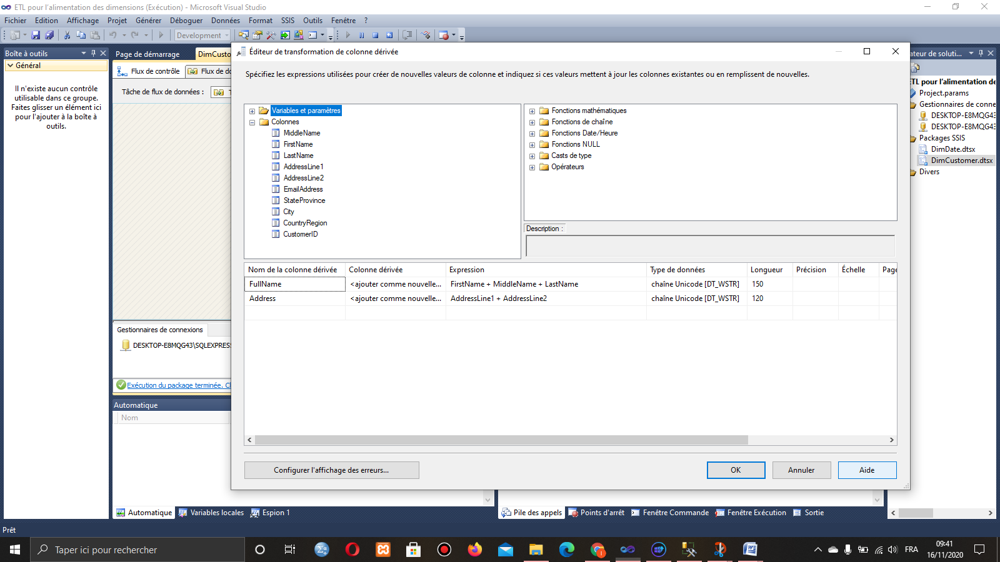 ETL pour l'alimentation des dimensions (Exécution) - Microsoft Visual Studio
Fichier Edition Affichage Projet Générer Déboguer Données Format SSIS Outils Fenêtre ?
Development
Boîte à outils
Général
Il n'existe aucun contrôle
utilisable dans ce groupe.
Faites glisser un élément ici
pour l'ajouter à la boîte à
outils.
Page de démarrage
DimCusto
Flux de contrôle
Flux de do
Tâche de flux de données :
Gestionnaires de connexions
DESKTOP-E8MQG43\SQLEXPRES
Exécution du package terminée. Cl
Automatique
Nom
Éditeur de transformation de colonne dérivée
Spécifiez les expressions utilisées pour créer de nouvelles valeurs de colonne et indiquez si ces valeurs mettent à jour les colonnes existantes ou en remplissent de nouvelles.
Variables et paramètres
Colonnes
MiddleName
FirstName
LastName
AddressLine1
AddressLine2
EmailAddress
StateProvince
City
CountryRegion
CustomerID
Fonctions mathématiques
Fonctions de chaîne
Fonctions Date/Heure
Fonctions NULL
Casts de type
Opérateurs
Description :
Nom de la colonne dérivée Colonne dérivée Expression Type de données Longueur Précision Échelle Page
FullName <ajouter comme nouvelle... FirstName + MiddleName + LastName chaîne Unicode [DT_WSTR] 150
Address <ajouter comme nouvelle... AddressLine1 + AddressLine2 chaîne Unicode [DT_WSTR] 120
Configurer l'affichage des erreurs...
OK Annuler Aide
ateur de soluti...
ETL pour l'alimentation de
Project.params
Gestionnaires de conne
DESKTOP-E8MQG43
DESKTOP-E8MQG43
Packages SSIS
DimDate.dtsx
DimCustomer.dtsx
Divers
Automatique Variables locales Espion 1
Pile des appels Points d'arrêt Fenêtre Commande Fenêtre Exécution Sortie
Prêt
Taper ici pour rechercher
FRA
09:41
16/11/2020